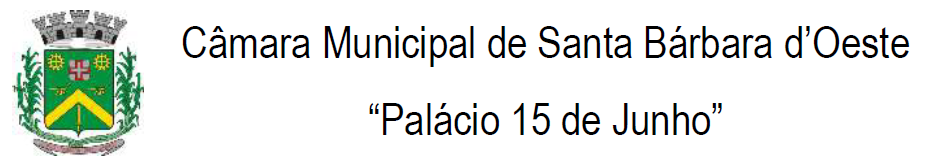 Câmara Municipal de Santa Bárbara d’Oeste
“Palácio 15 de Junho”